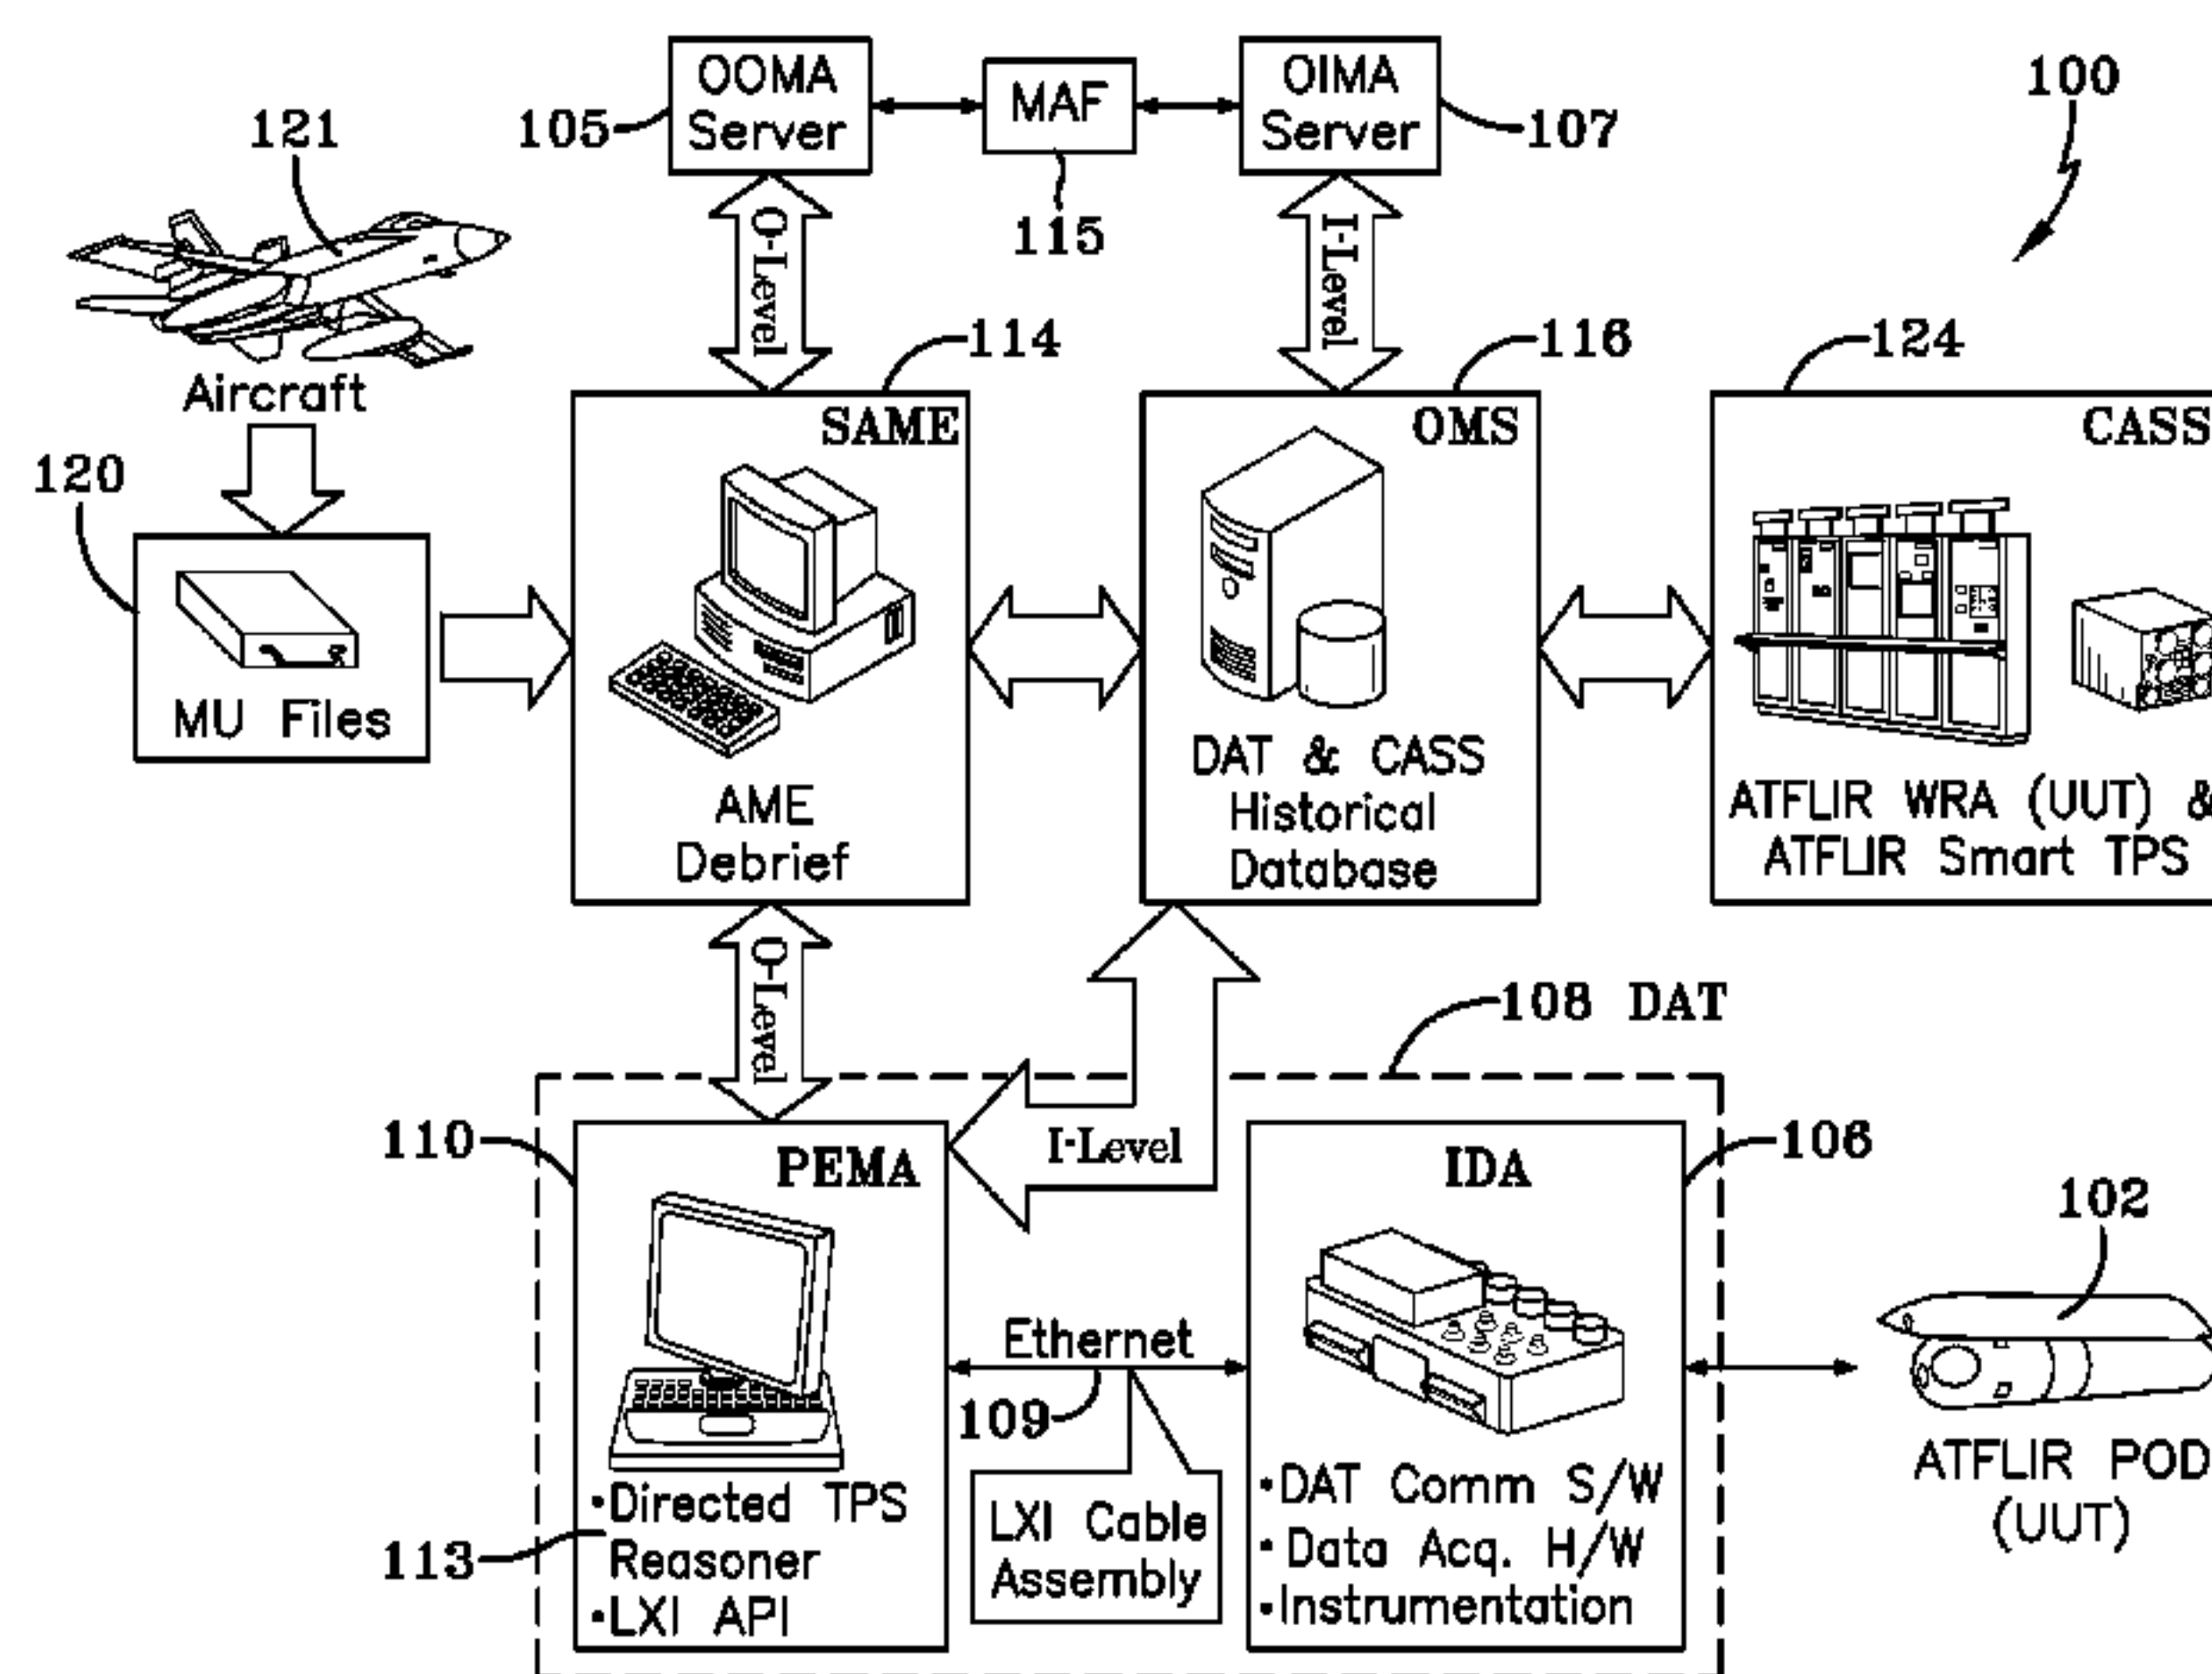 OOMA
Server
MAF
OIMA
Server
100
121
105
107
115
O-Level
I-Level
114
116
124
Aircraft
SAME
OMS
CASS
120
MU Files
AME
Debrief
DAT & CASS
Historical
Database
ATFLIR WRA (UUT) &
ATFLIR Smart TPS
O-Level
108 DAT
110
PEMA
I-Level
IDA
106
102
Ethernet
109
ATFLIR POD
(UUT)
•Directed TPS
Reasoner
•LXI API
113
LXI Cable
Assembly
•DAT Comm S/W
•Data Acq. H/W
•Instrumentation